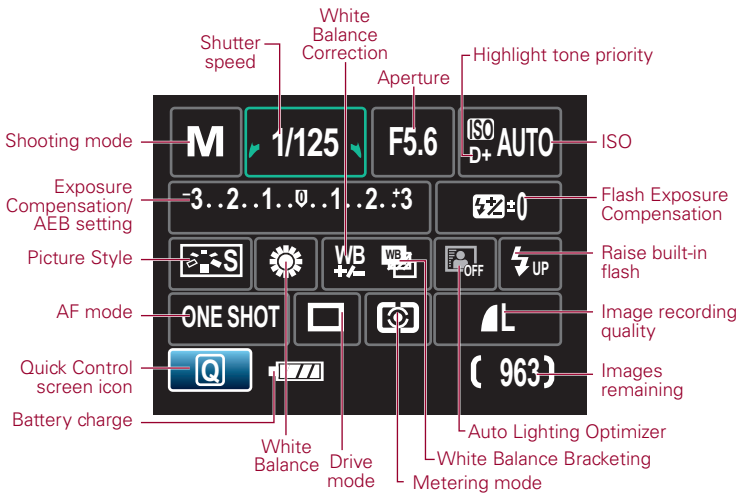 White
Balance
Correction
Shutter
speed
Highlight tone priority
Aperture
Shooting mode
M
1/125
F5.6
ISO
D+
AUTO
ISO
Exposure
Compensation/
AEB setting
-3..2..1..0..1..2.+3
±0
Flash Exposure
Compensation
Picture Style
S
WB
+/-
WB
OFF
UP
Raise built-in
flash
AF mode
ONE SHOT
L
Image recording
quality
Quick Control
screen icon
Q
( 963)
Images
remaining
Battery charge
White
Balance
Drive
mode
Auto Lighting Optimizer
White Balance Bracketing
Metering mode